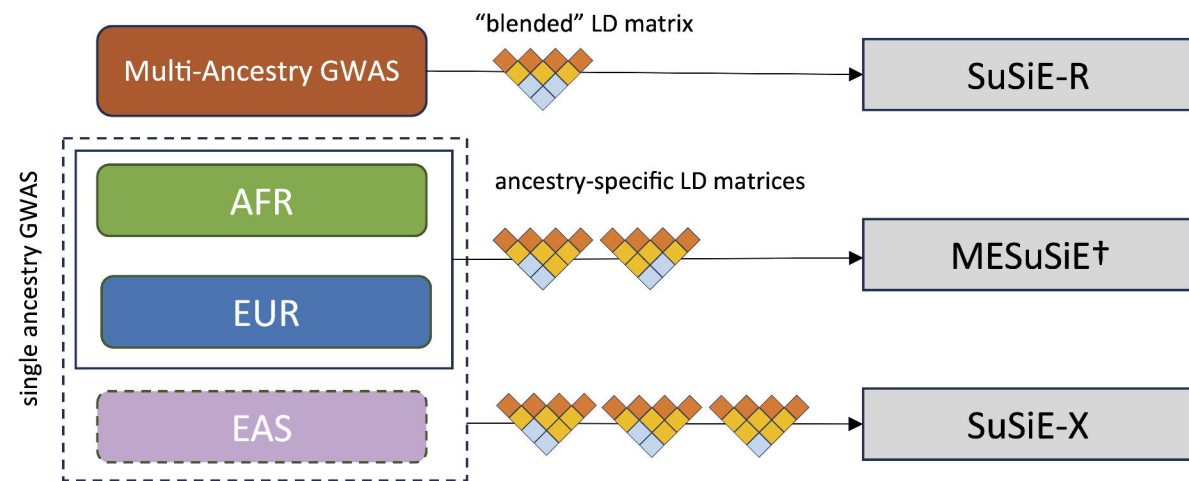 “blended” LD matrix
Multi-Ancestry GWAS
SuSiE-R
single ancestry GWAS
AFR
ancestry-specific LD matrices
MESuSiE†
EUR
EAS
SuSiE-X